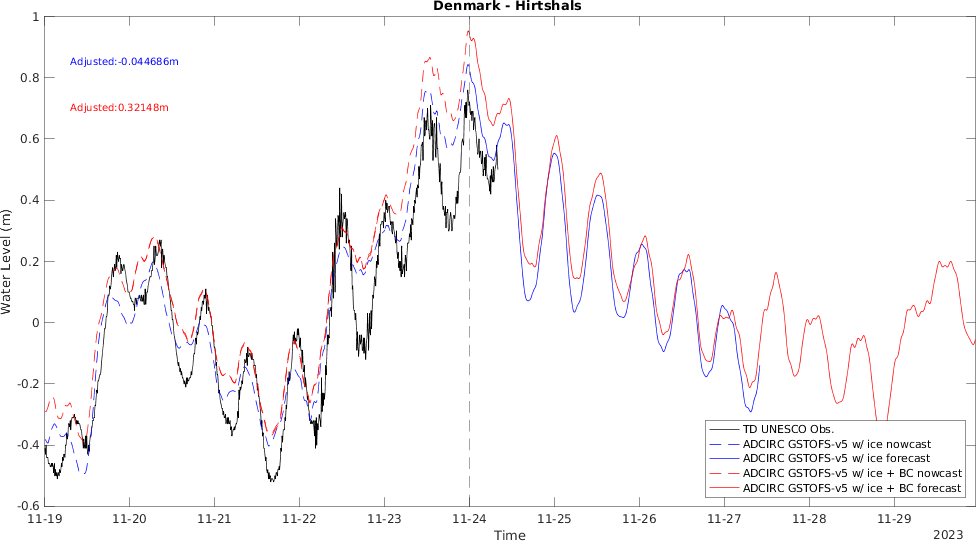 Denmark - Hirtshals
1
Adjusted:-0.044686m
0.8
Adjusted:0.32148m
0.6
0.4
0.2
0
-0.2
-0.4
-0.6
Water Level (m)
TD UNESCO Obs.
ADCIRC GSTOFS-v5 w/ ice nowcast
ADCIRC GSTOFS-v5 w/ ice forecast
ADCIRC GSTOFS-v5 w/ ice + BC nowcast
ADCIRC GSTOFS-v5 w/ ice + BC forecast
11-19 11-20 11-21 11-22 11-23 11-24 11-25 11-26 11-27 11-28 11-29
Time
2023